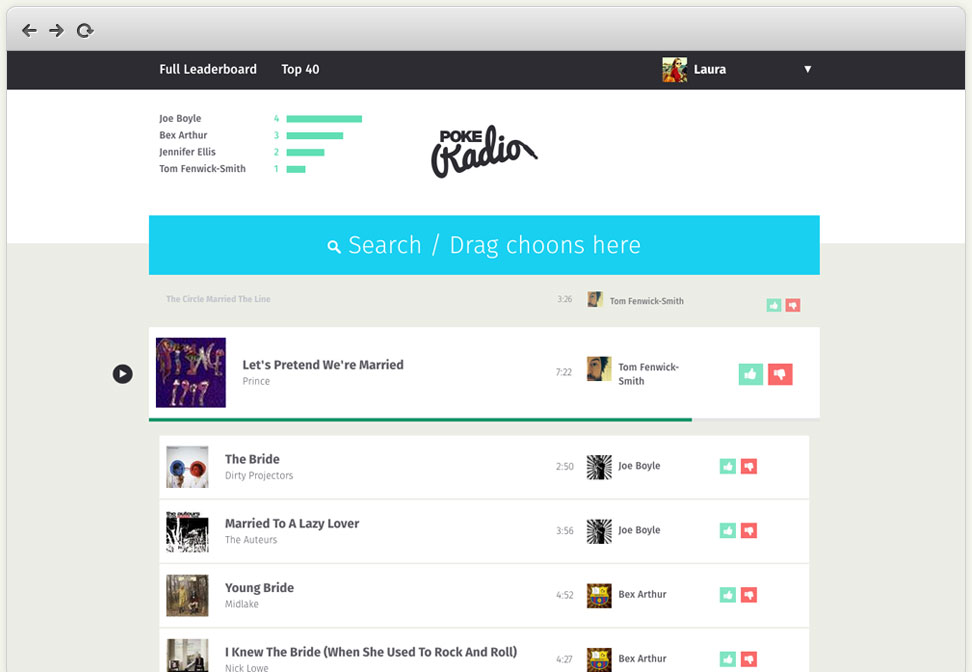 Full Leaderboard Top 40 Laura
Joe Boyle 4
Bex Arthur 3
Jennifer Ellis 2
Tom Fenwick-Smith 1
POKE
Radio
Search / Drag choons here
The Circle Married The Line 3:26 Tom Fenwick-Smith
Let's Pretend We're Married
Prince
7:22
Tom Fenwick-
Smith
The Bride
Dirty Projectors
2:50 Joe Boyle
Married To A Lazy Lover
The Auteurs
3:56 Joe Boyle
Young Bride
Midlake
4:52 Bex Arthur
I Knew The Bride (When She Used To Rock And Roll)
Nick Lowe
4:27 Bex Arthur